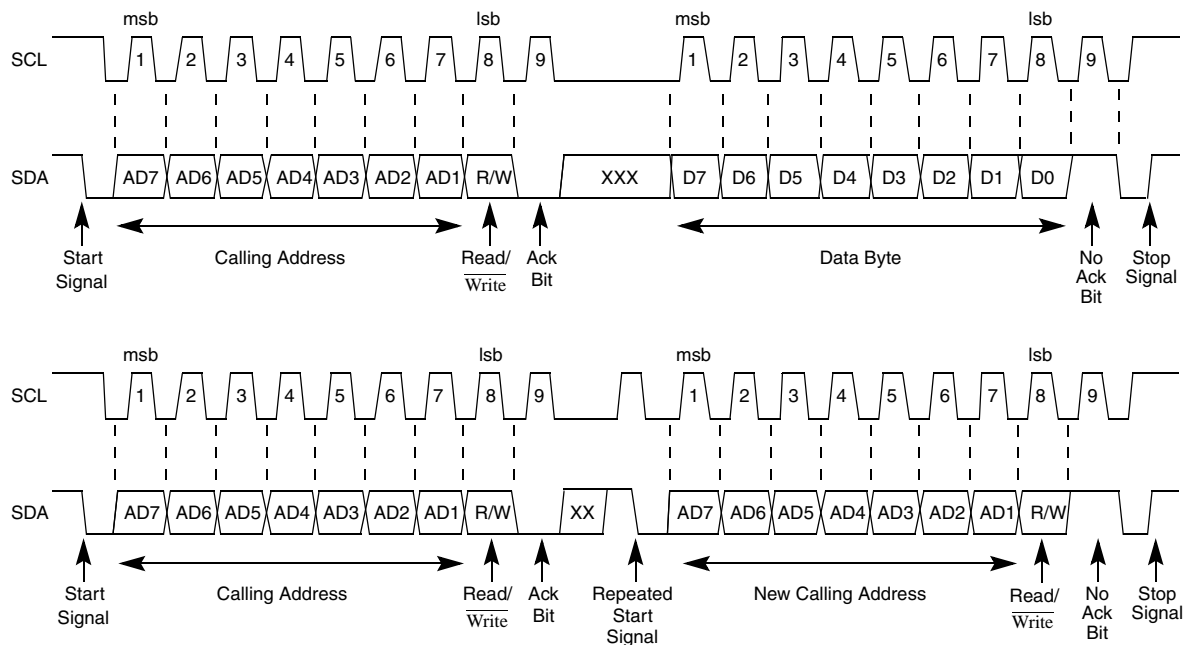 msb lsb msb lsb
SCL 1 2 3 4 5 6 7 8 9 1 2 3 4 5 6 7 8 9
SDA AD7 AD6 AD5 AD4 AD3 AD2 AD1 R/W XXX D7 D6 D5 D4 D3 D2 D1 D0
Start Signal
Calling Address
Read/ Write
Ack Bit
Data Byte
No Ack Bit
Stop Signal
msb lsb msb lsb
SCL 1 2 3 4 5 6 7 8 9 1 2 3 4 5 6 7 8 9
SDA AD7 AD6 AD5 AD4 AD3 AD2 AD1 R/W XX AD7 AD6 AD5 AD4 AD3 AD2 AD1 R/W
Start Signal
Calling Address
Read/ Write
Ack Bit
Repeated Start Signal
New Calling Address
Read/ Write
No Ack Bit
Stop Signal